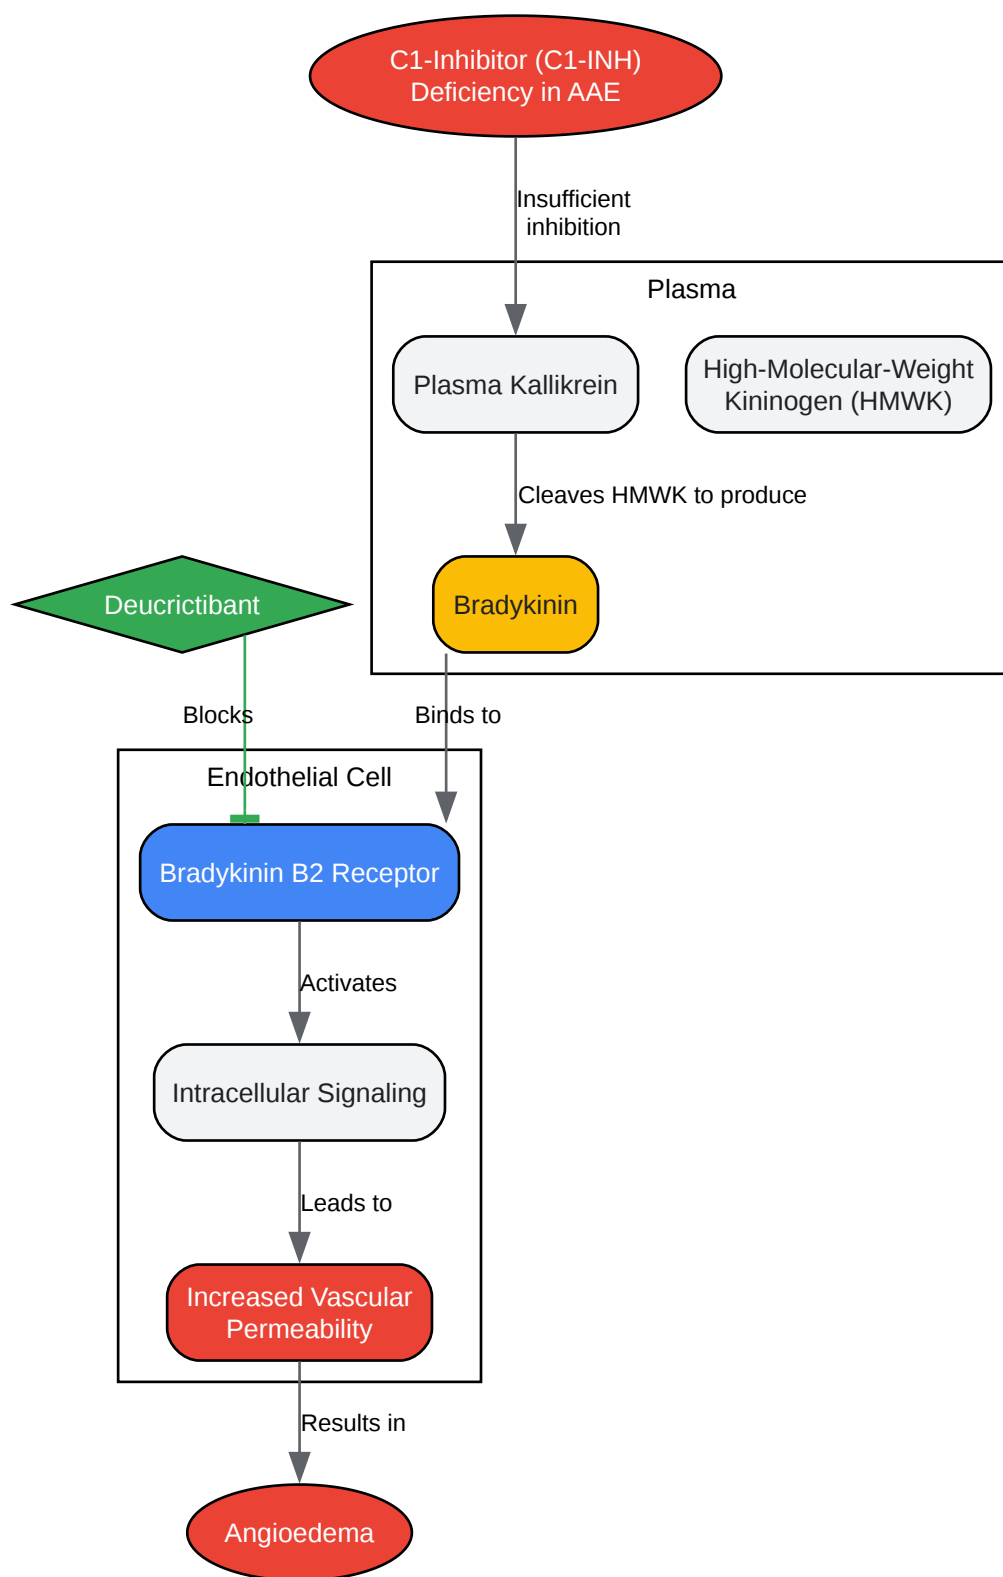 C1-Inhibitor (C1-INH)
Deficiency in AAE
Insufficient
inhibition
Plasma
Plasma Kallikrein
High-Molecular-Weight
Kininogen (HMWK)
Cleaves HMWK to produce
Deucrictibant
Bradykinin
Blocks
Binds to
Endothelial Cell
Bradykinin B2 Receptor
Activates
Intracellular Signaling
Leads to
Increased Vascular
Permeability
Results in
Angioedema